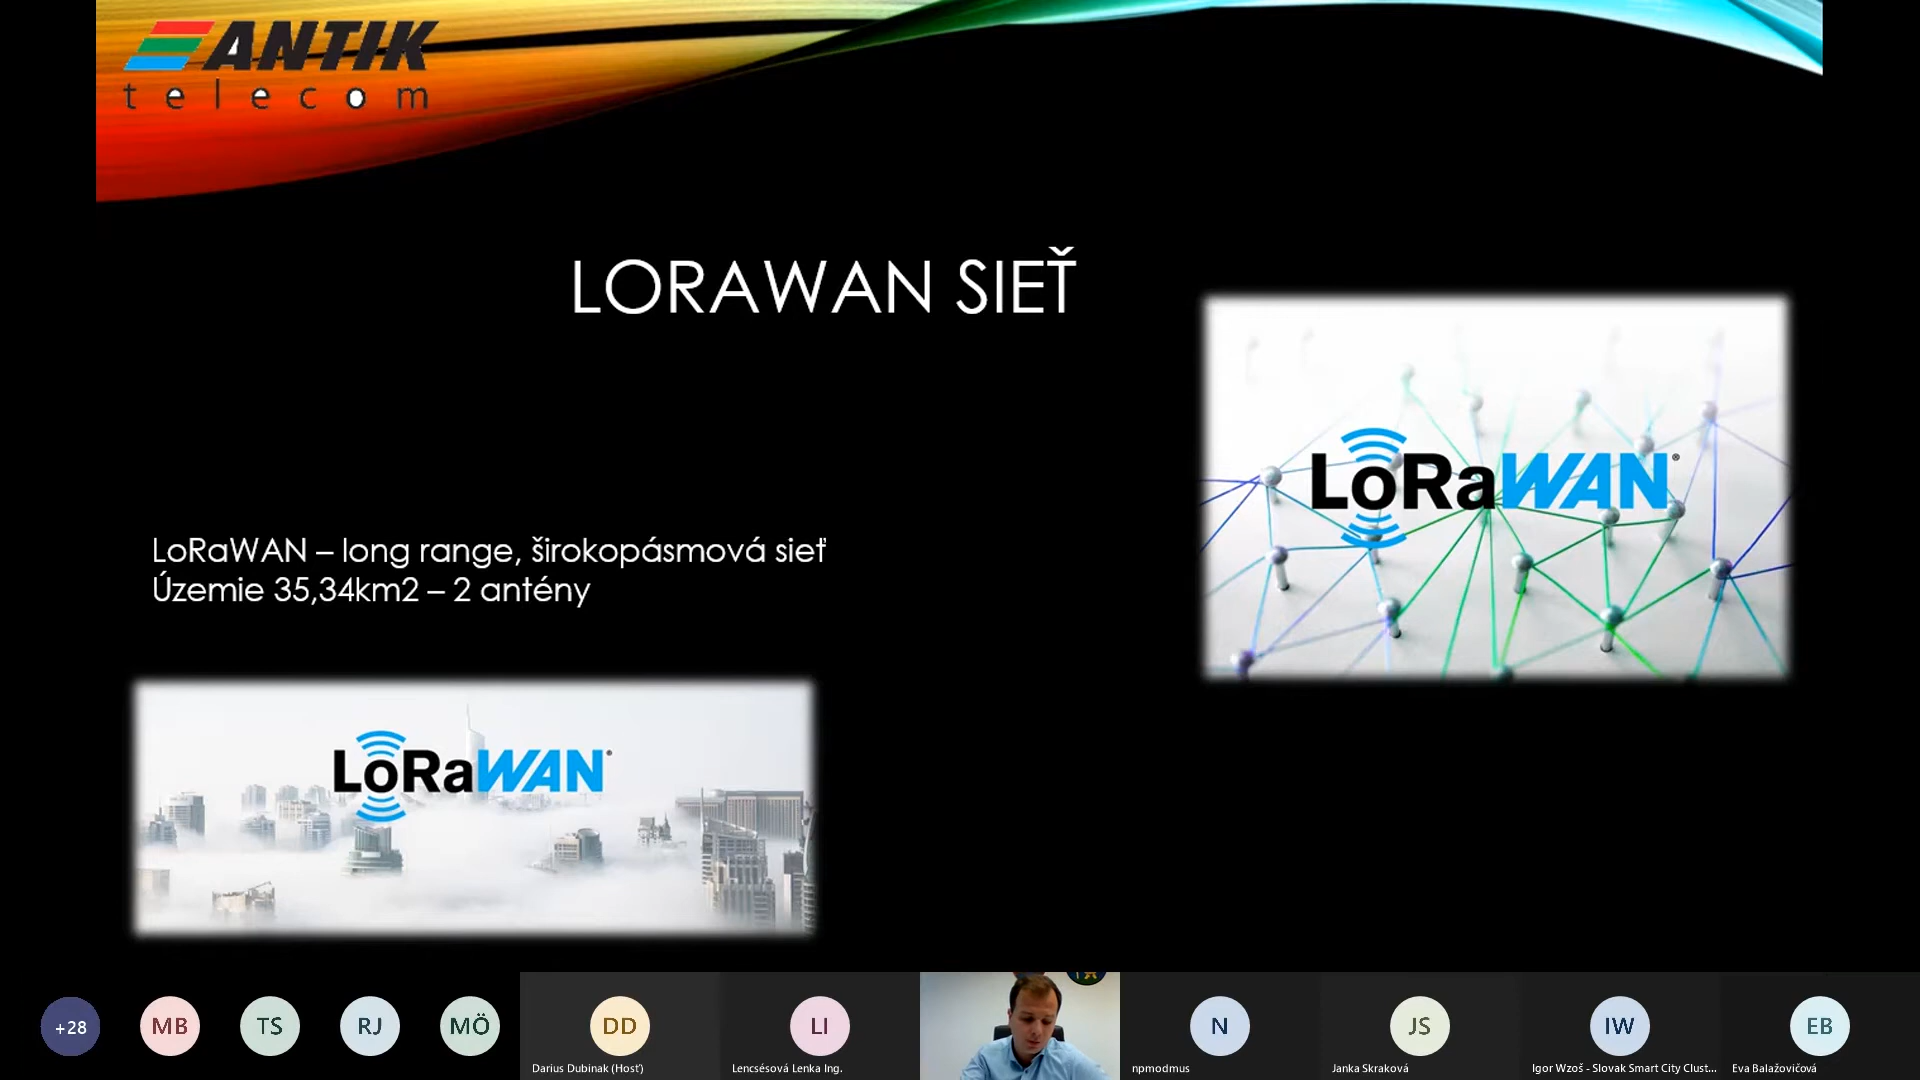 ANTIK
telecom
LORAWAN SIEŤ
LoRaWAN®
LoRaWAN – long range, širokopásmová sieť
Územie 35,34km2 – 2 antény
LoRaWAN®
+28
MB
TS
RJ
MÖ
DD
LI
N
JS
IW
EB
Darius Dubinak (Hosť)
Lencsésová Lenka Ing.
npmodmus
Janka Skraková
Igor Wzoš - Slovak Smart City Clust...
Eva Balažovičová